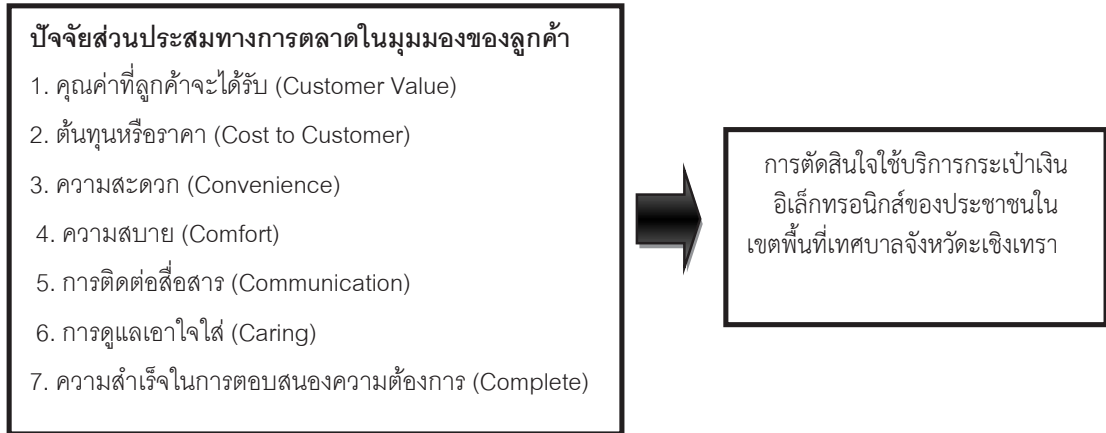 ปัจจัยส่วนประสมทางการตลาดในมุมมองของลูกค้า
1. คุณค่าที่ลูกค้าจะได้รับ (Customer Value)
2. ต้นทุนหรือราคา (Cost to Customer)
3. ความสะดวก (Convenience)
4. ความสบาย (Comfort)
5. การติดต่อสื่อสาร (Communication)
6. การดูแลเอาใจใส่ (Caring)
7. ความสำเร็จในการตอบสนองความต้องการ (Complete)
การตัดสินใจใช้บริการกระเป๋าเงิน
อิเล็กทรอนิกส์ของประชาชนใน
เขตพื้นที่เทศบาลจังหวัดะเชิงเทรา